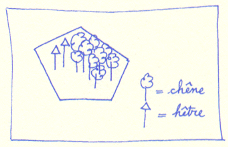 = chêne
= hêtre